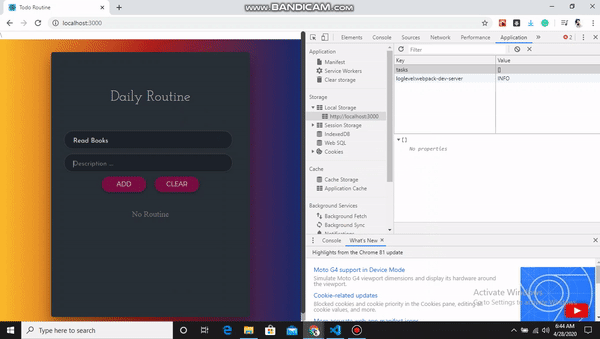 Todo Routine
www.BANDICAM.com
localhost:3000
Daily Routine
Read Books
Description ...
ADD
CLEAR
No Routine
Elements
Console
Sources
Network
Performance
Application
2
Application
Manifest
Service Workers
Clear storage
Storage
Local Storage
http://localhost:3000
Session Storage
IndexedDB
Web SQL
Cookies
Cache
Cache Storage
Application Cache
Background Services
Background Fetch
Background Sync
Notifications
Filter
Key
Value
tasks
[]
loglevel:webpack-dev-server
INFO
[]
No properties
Console
What's New
Highlights from the Chrome 81 update
Moto G4 support in Device Mode
Simulate Moto G4 viewport dimensions and display its hardware around
the viewport.
Cookie-related updates
Blocked cookies and cookie priority in the Cookies pane, editing all
cookie values, and more.
Activate Windows
Go to Settings to activate Windows.
Type here to search
6:44 AM
4/28/2020